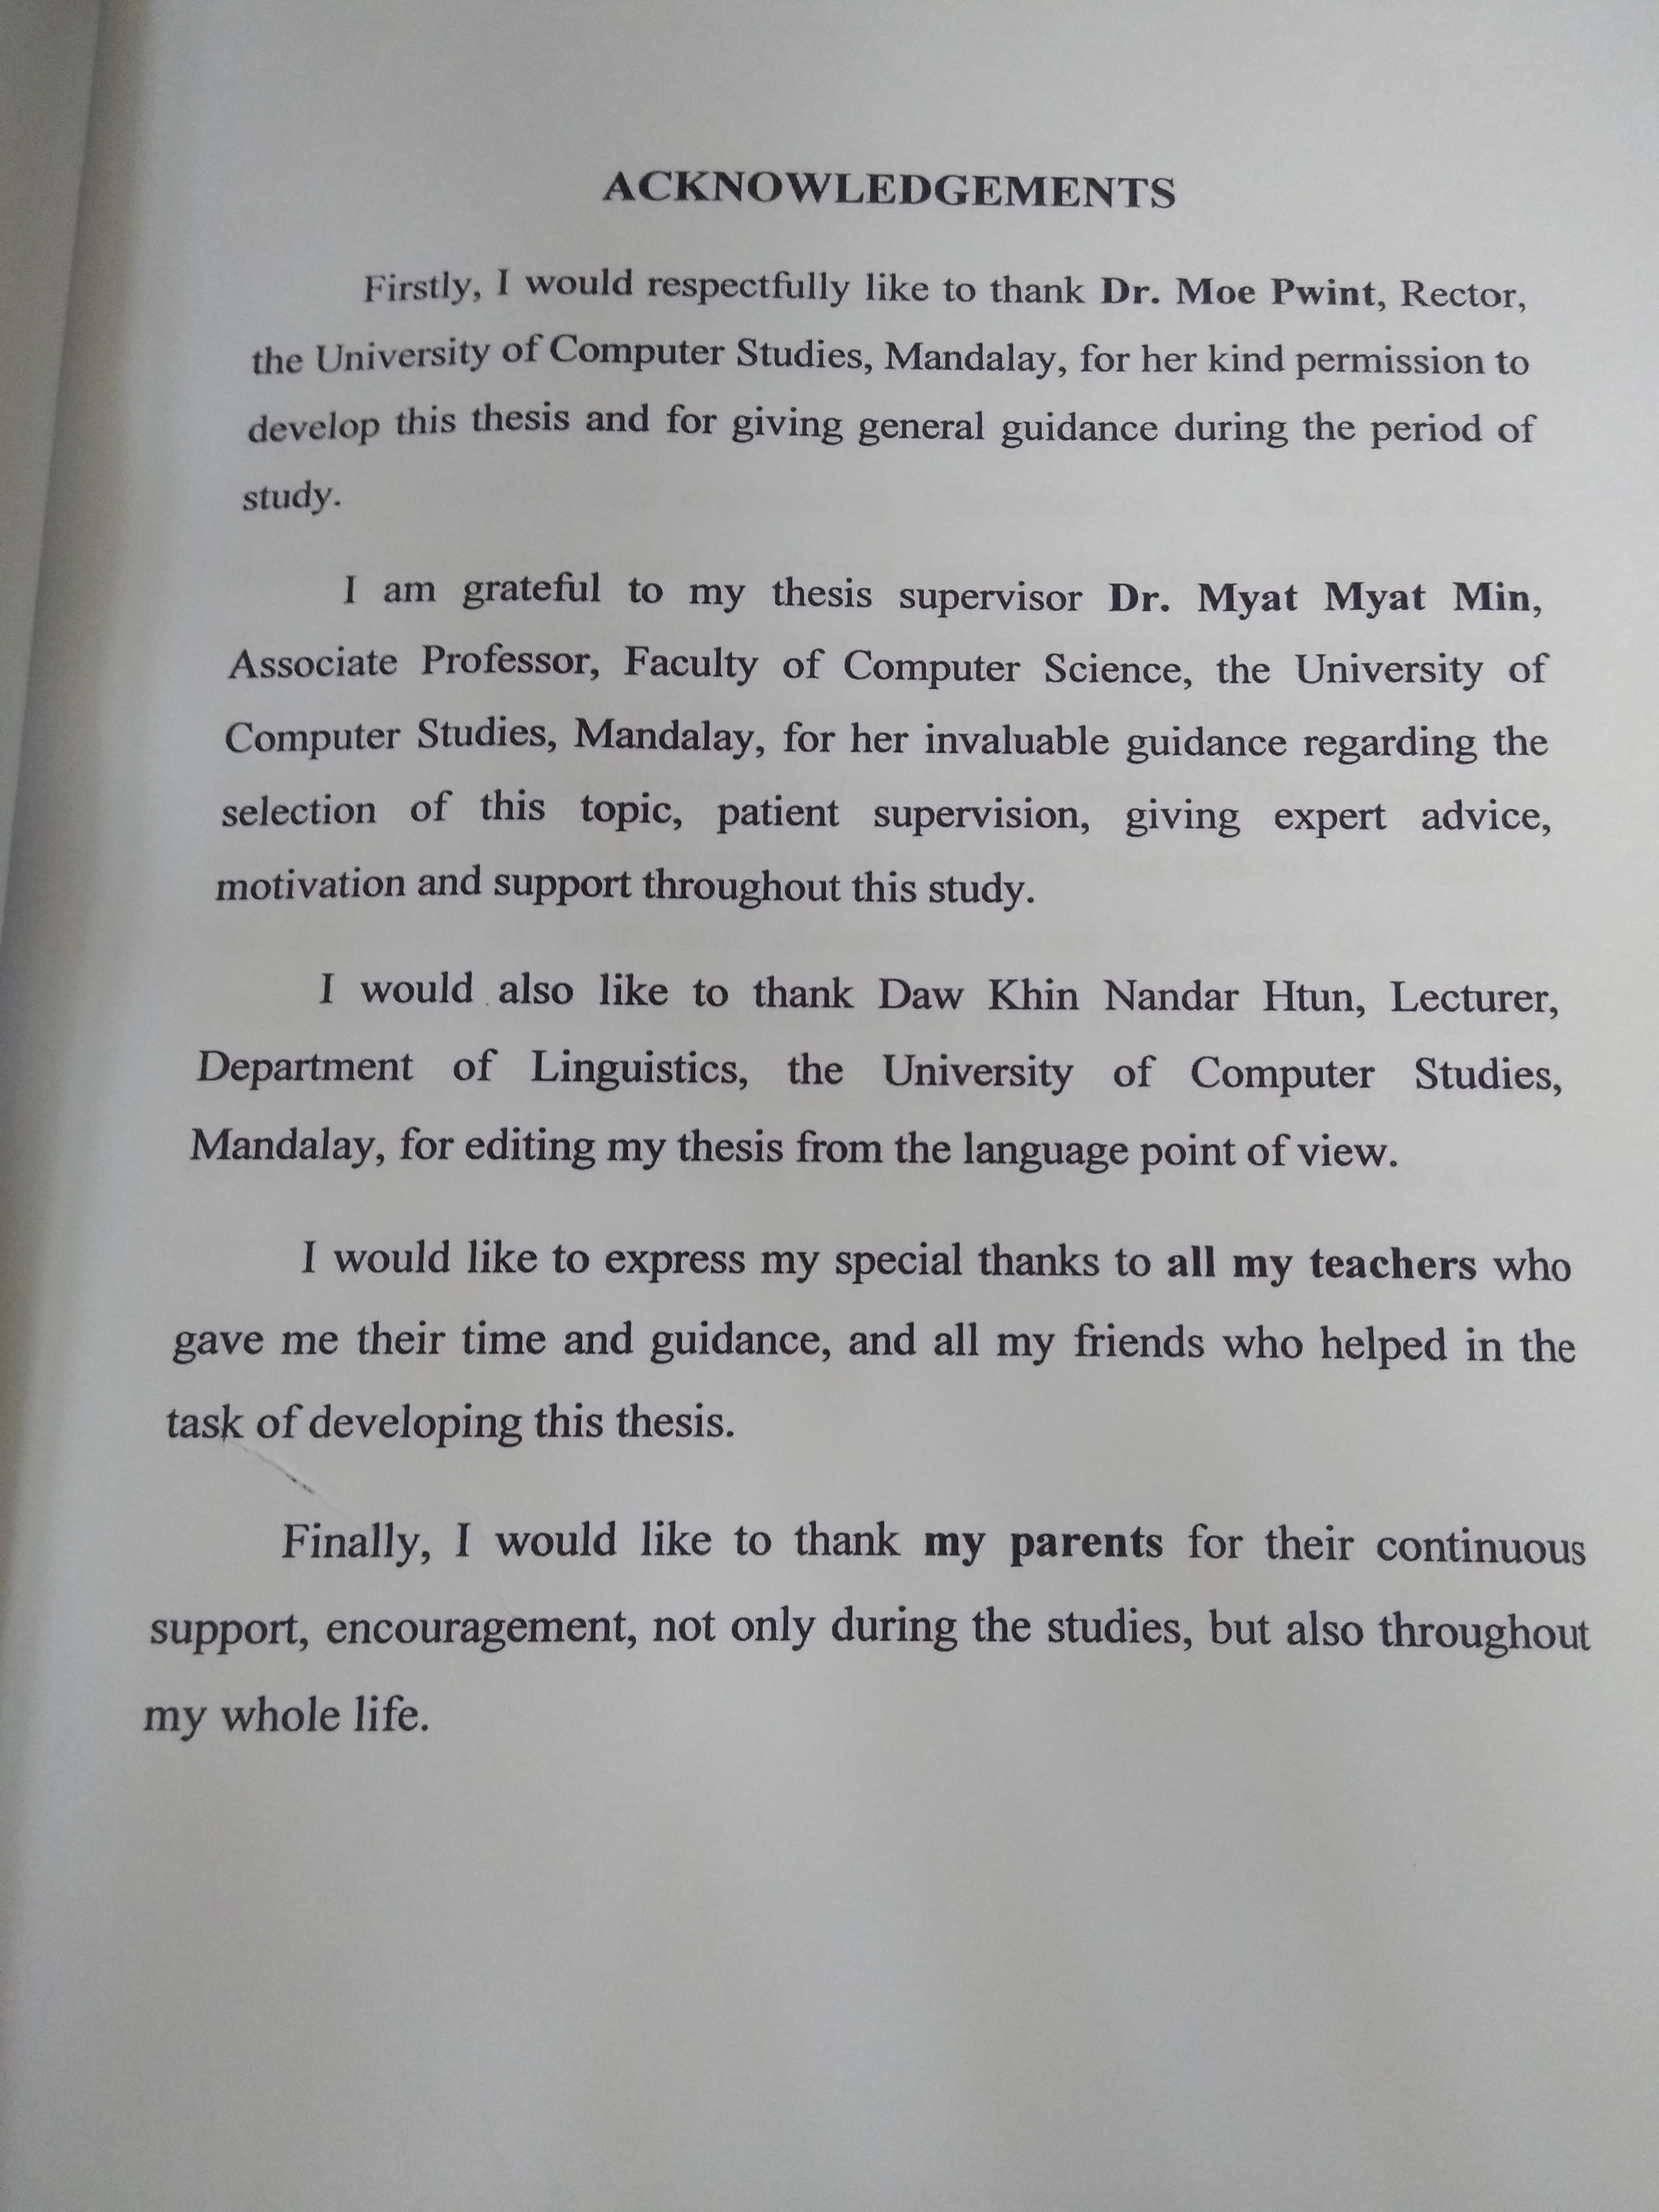 ACKNOWLEDGEMENTS
Firstly, I would respectfully like to thank Dr. Moe Pwint, Rector,
the University of Computer Studies, Mandalay, for her kind permission to
develop this thesis and for giving general guidance during the period of
study.
I am grateful to my thesis supervisor Dr. Myat Myat Min,
Associate Professor, Faculty of Computer Science, the University of
Computer Studies, Mandalay, for her invaluable guidance regarding the
selection of this topic, patient supervision, giving expert advice,
motivation and support throughout this study.
I would also like to thank Daw Khin Nandar Htun, Lecturer,
Department of Linguistics, the University of Computer Studies,
Mandalay, for editing my thesis from the language point of view.
I would like to express my special thanks to all my teachers who
gave me their time and guidance, and all my friends who helped in the
task of developing this thesis.
Finally, I would like to thank my parents for their continuous
support, encouragement, not only during the studies, but also throughout
my whole life.